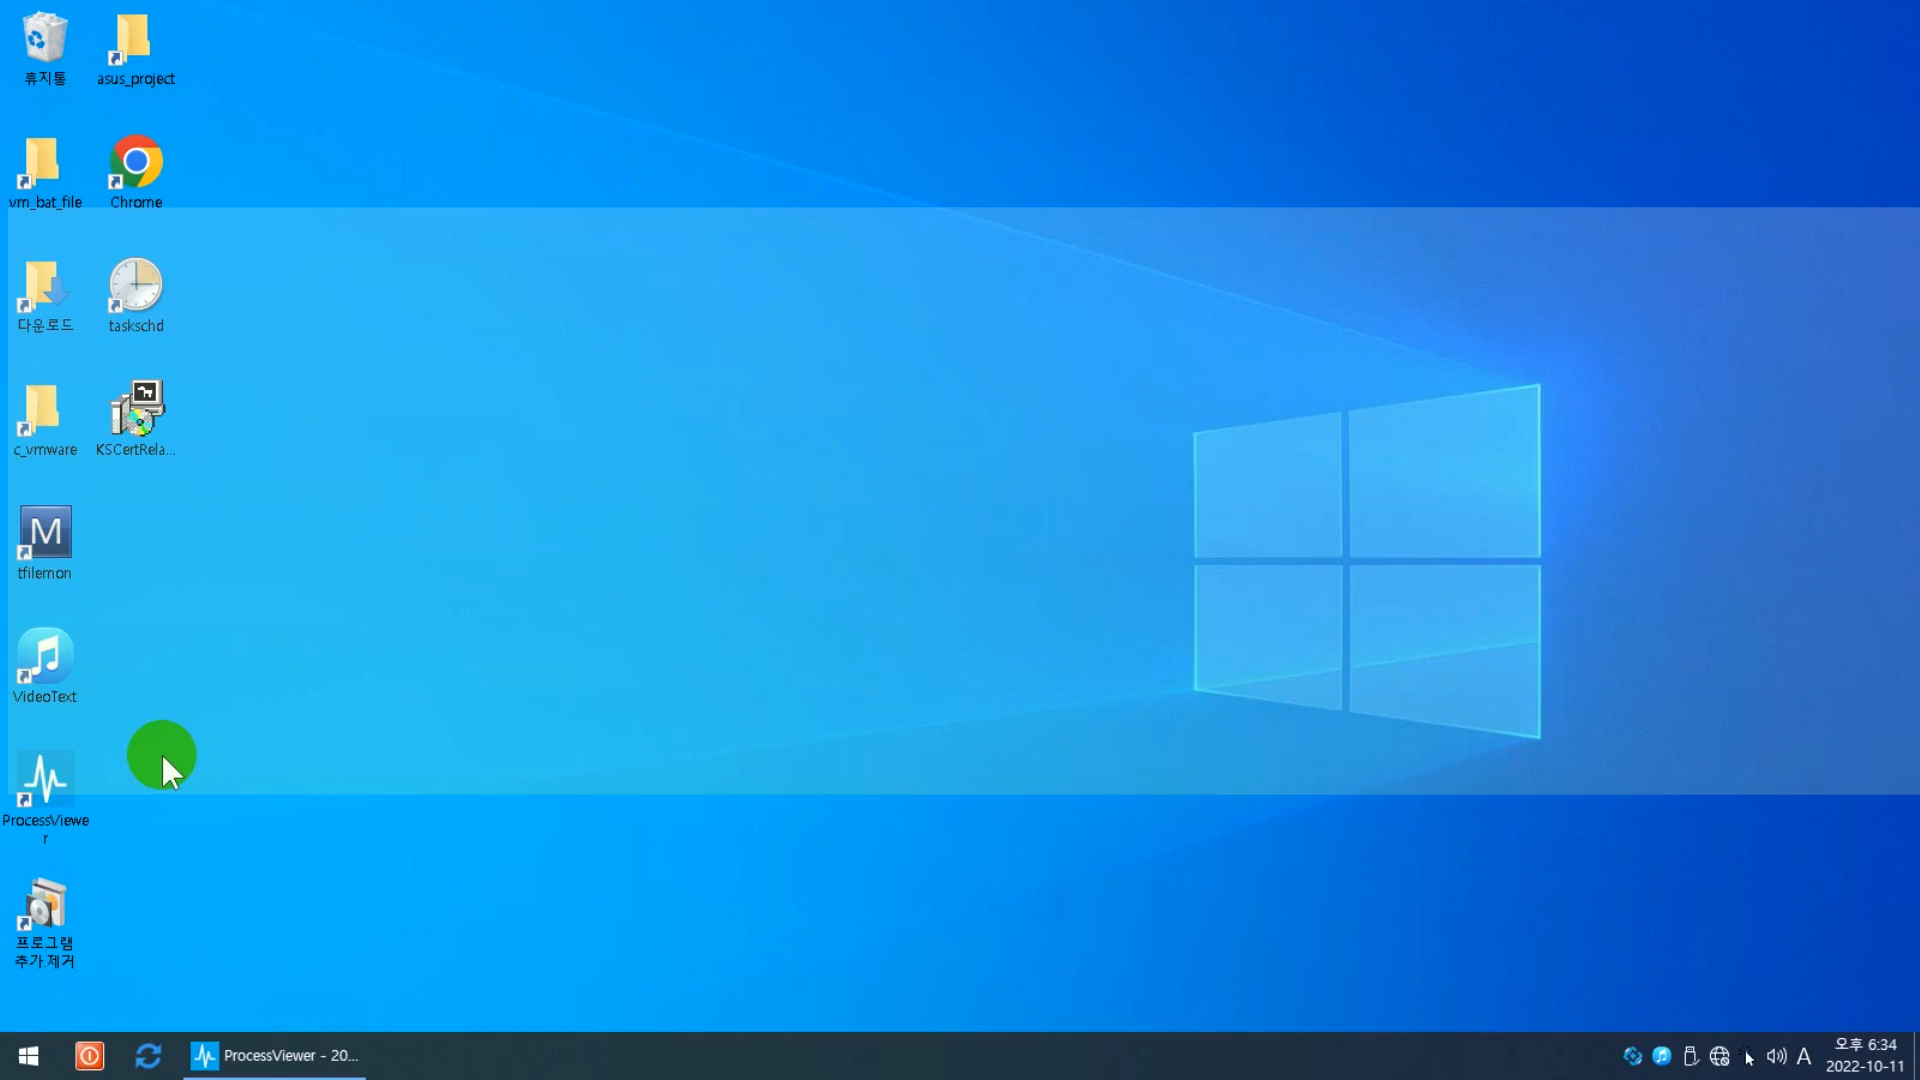 휴지통
asus_project
vm_bat_file
Chrome
다운로드
taskschd
c_vmware
KSCertRela...
M
tfilemon
VideoText
ProcessViewe
r
프로그램
추가.제거
ProcessViewer - 20...
A
오후 6:34
2022-10-11